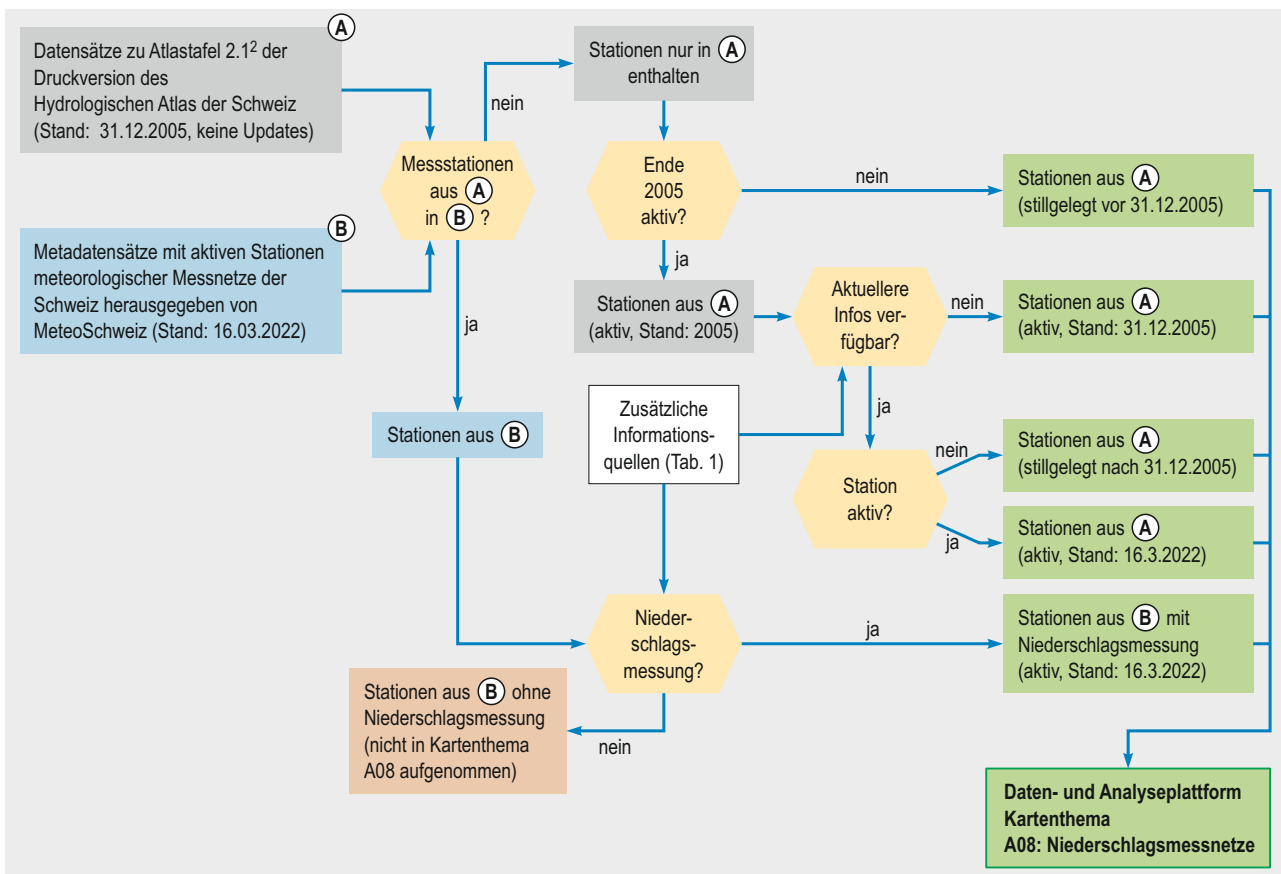 A
Datensätze zu Atlastafel 2.1² der
Druckversion des
Hydrologischen Atlas der Schweiz
(Stand: 31.12.2005, keine Updates)
B
Metadatensätze mit aktiven Stationen
meteorologischer Messnetze der
Schweiz herausgegeben von
MeteoSchweiz (Stand: 16.03.2022)
Messstationen
aus A
in B ?
nein
ja
Stationen nur in A
enthalten
Ende
2005
aktiv?
nein
ja
Stationen aus A
(stillgelegt vor 31.12.2005)
Stationen aus A
(aktiv, Stand: 2005)
Aktuellere
Infos ver-
fügbar?
nein
ja
Stationen aus A
(aktiv, Stand: 31.12.2005)
Stationen aus B
Zusätzliche
Informations-
quellen (Tab. 1)
Station
aktiv?
nein
ja
Stationen aus A
(stillgelegt nach 31.12.2005)
Stationen aus A
(aktiv, Stand: 16.3.2022)
Nieder-
schlags-
messung?
ja
nein
Stationen aus B mit
Niederschlagsmessung
(aktiv, Stand: 16.3.2022)
Stationen aus B ohne
Niederschlagsmessung
(nicht in Kartenthema
A08 aufgenommen)
Daten- und Analyseplattform
Kartenthema
A08: Niederschlagsmessnetze